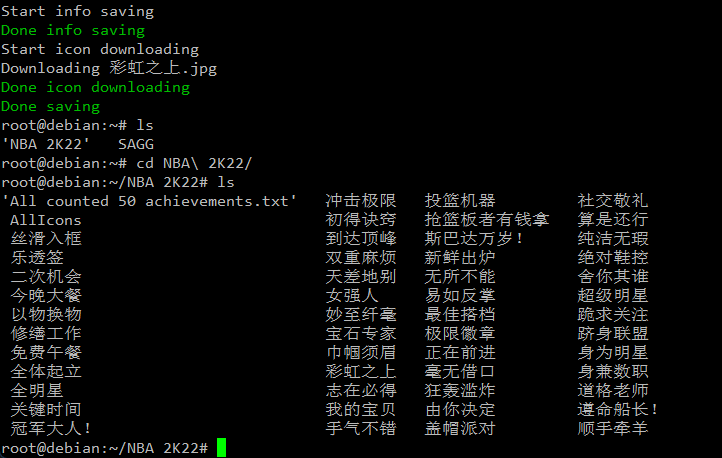 Start info saving
Done info saving
Start icon downloading
Downloading 彩虹之上.jpg
Done icon downloading
Done saving
root@debian:~# ls
'NBA 2K22'   SAGG
root@debian:~# cd NBA\ 2K22/
root@debian:~/NBA 2K22# ls
'All counted 50 achievements.txt'   冲击极限   投篮机器   社交敬礼
AllIcons   初得诀窍   抢篮板者有钱拿   算是还行
丝滑入框   到达顶峰   斯巴达万岁！   纯洁无瑕
乐透签   双重麻烦   新鲜出炉   绝对鞋控
二次机会   天差地别   无所不能   舍你其谁
今晚大餐   女强人   易如反掌   超级明星
以物换物   妙至纤毫   最佳搭档   跪求关注
修缮工作   宝石专家   极限徽章   跻身联盟
免费午餐   巾帼须眉   正在前进   身为明星
全体起立   彩虹之上   毫无借口   身兼数职
全明星   志在必得   狂轰滥炸   道格老师
关键时间   我的宝贝   由你决定   遵命船长！
冠军大人！   手气不错   盖帽派对   顺手牵羊
root@debian:~/NBA 2K22#